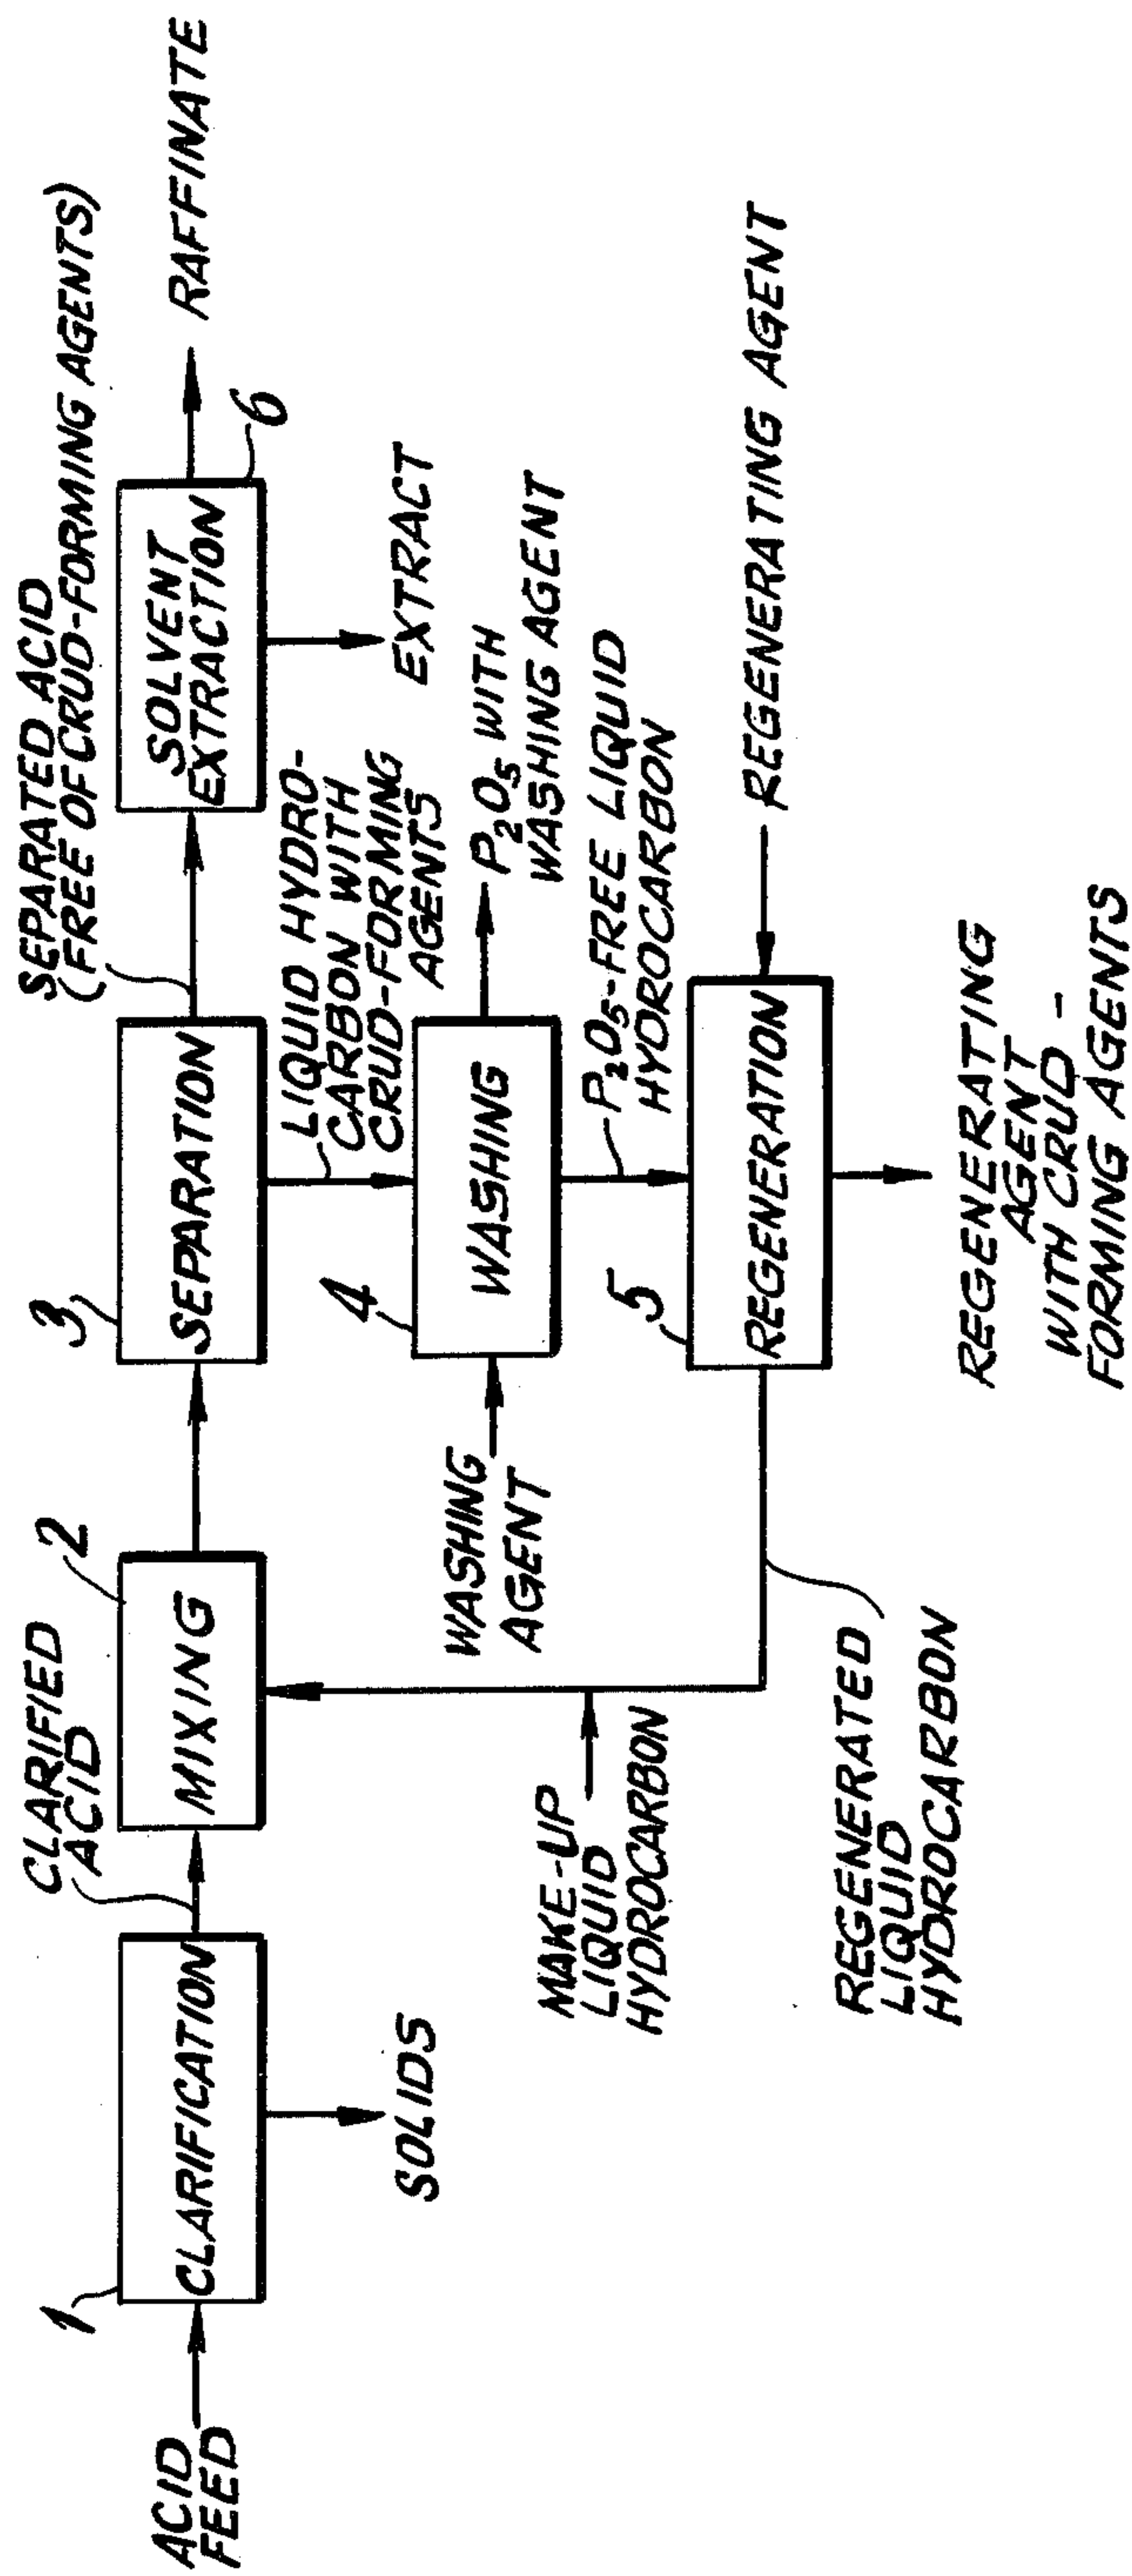 ACID
FEED
1
CLARIFICATION
SOLIDS
CLARIFIED
ACID
2
MIXING
MAKE-UP
LIQUID
HYDROCARBON
REGENERATED
LIQUID
HYDROCARBON
3
SEPARATION
SEPARATED ACID
(FREE OF CRUD-FORMING AGENTS)
LIQUID HYDRO-
CARBON WITH
CRUD-FORMING
AGENTS
WASHING
AGENT
4
WASHING
P₂O₅ WITH
WASHING AGENT
P₂O₅-FREE LIQUID
HYDROCARBON
5
REGENERATION
REGENERATING AGENT
REGENERATING
AGENT
WITH CRUD-
FORMING AGENTS
SOLVENT
EXTRACTION
6
EXTRACT
RAFFINATE